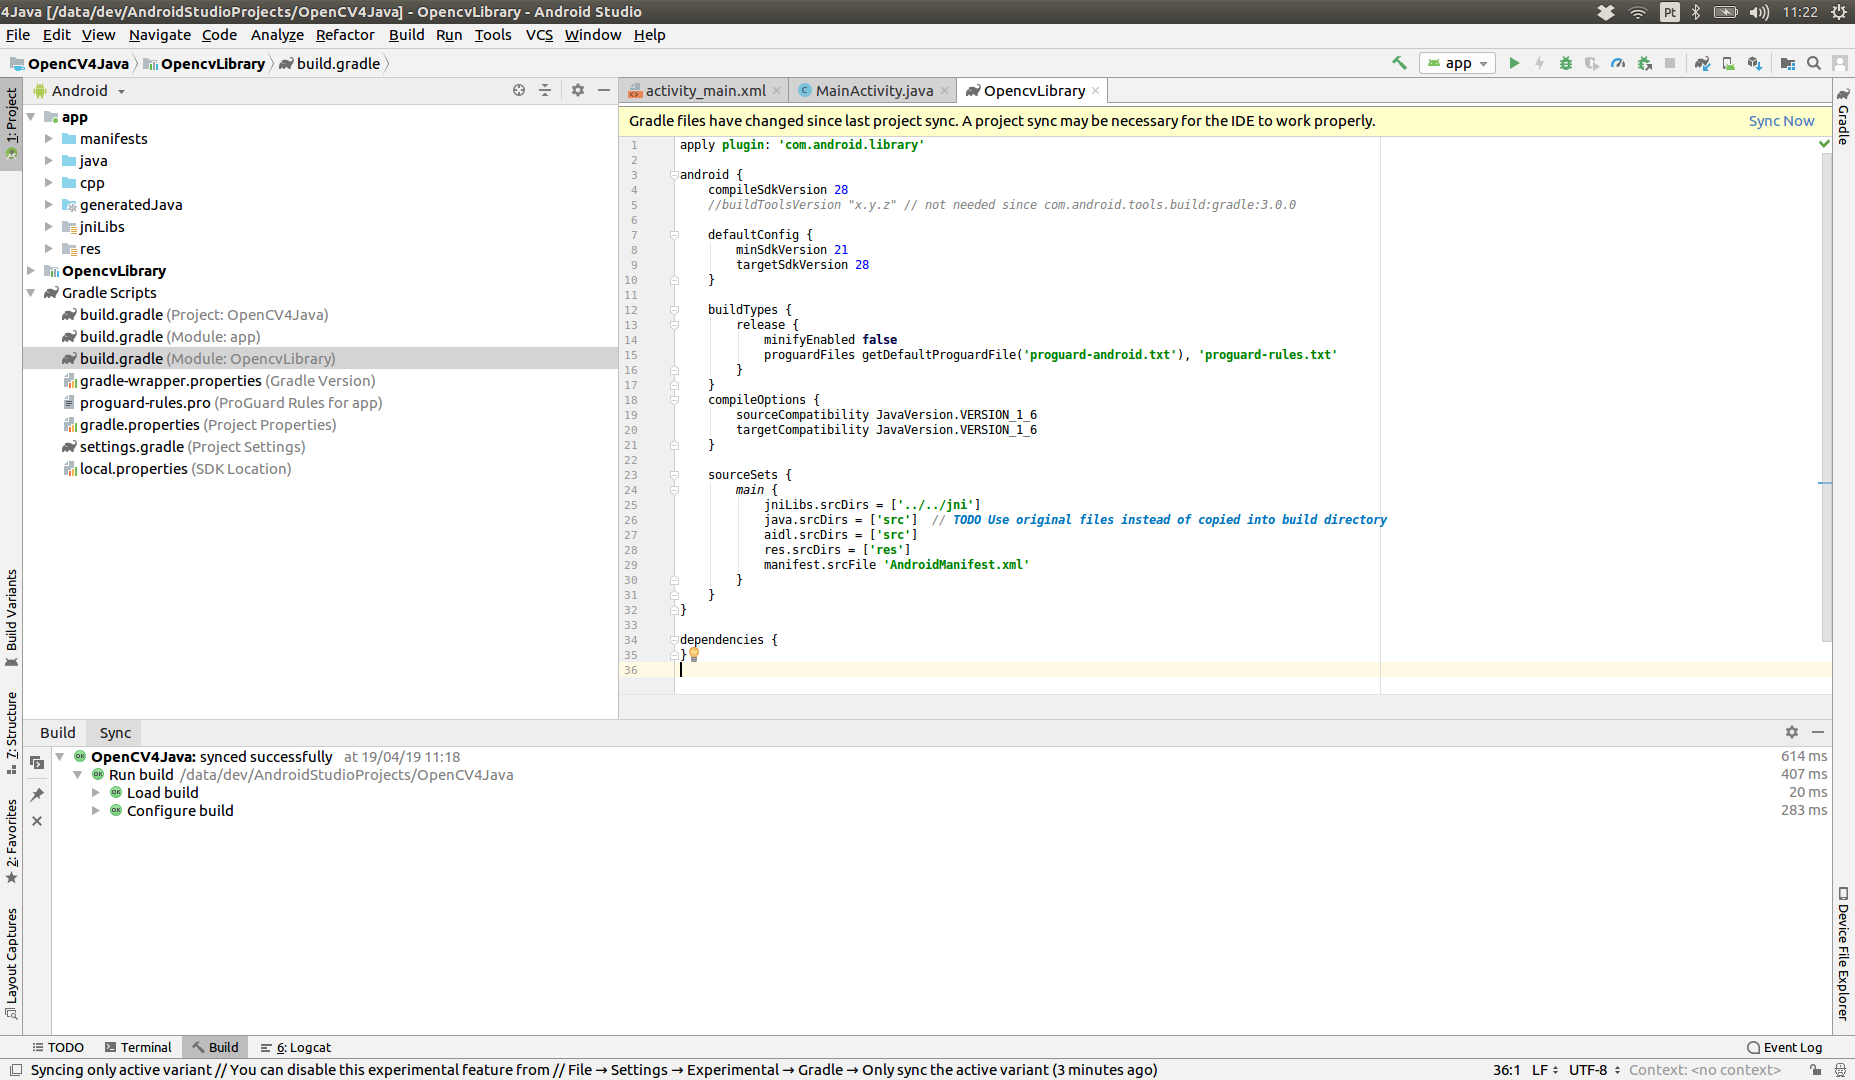 4Java [/data/dev/AndroidStudioProjects/OpenCV4Java] - OpencvLibrary - Android Studio
Pt
11:22
File Edit View Navigate Code Analyze Refactor Build Run Tools VCS Window Help
OpenCV4Java OpencvLibrary build.gradle
app
Android
activity_main.xml
MainActivity.java
OpencvLibrary
1: Project
Build Variants
7: Structure
2: Favorites
Layout Captures
app
manifests
java
cpp
generatedJava
jniLibs
res
OpencvLibrary
Gradle Scripts
build.gradle (Project: OpenCV4Java)
build.gradle (Module: app)
build.gradle (Module: OpencvLibrary)
gradle-wrapper.properties (Gradle Version)
proguard-rules.pro (ProGuard Rules for app)
gradle.properties (Project Properties)
settings.gradle (Project Settings)
local.properties (SDK Location)
Gradle files have changed since last project sync. A project sync may be necessary for the IDE to work properly.
Sync Now
1 apply plugin: 'com.android.library'
2
3 android {
4 compileSdkVersion 28
5 //buildToolsVersion "x.y.z" // not needed since com.android.tools.build:gradle:3.0.0
6
7 defaultConfig {
8 minSdkVersion 21
9 targetSdkVersion 28
10 }
11
12 buildTypes {
13 release {
14 minifyEnabled false
15 proguardFiles getDefaultProguardFile('proguard-android.txt'), 'proguard-rules.txt'
16 }
17 }
18 compileOptions {
19 sourceCompatibility JavaVersion.VERSION_1_6
20 targetCompatibility JavaVersion.VERSION_1_6
21 }
22
23 sourceSets {
24 main {
25 jniLibs.srcDirs = ['../../jni']
26 java.srcDirs = ['src'] // TODO Use original files instead of copied into build directory
27 aidl.srcDirs = ['src']
28 res.srcDirs = ['res']
29 manifest.srcFile 'AndroidManifest.xml'
30 }
31 }
32 }
33
34 dependencies {
35 }
36
Gradle
Device File Explorer
Build Sync
OpenCV4Java: synced successfully at 19/04/19 11:18 614 ms
Run build /data/dev/AndroidStudioProjects/OpenCV4Java 407 ms
Load build 20 ms
Configure build 283 ms
TODO Terminal Build 6: Logcat Event Log
Syncing only active variant // You can disable this experimental feature from // File → Settings → Experimental → Gradle → Only sync the active variant (3 minutes ago) 36:1 LF UTF-8 Context: <no context>